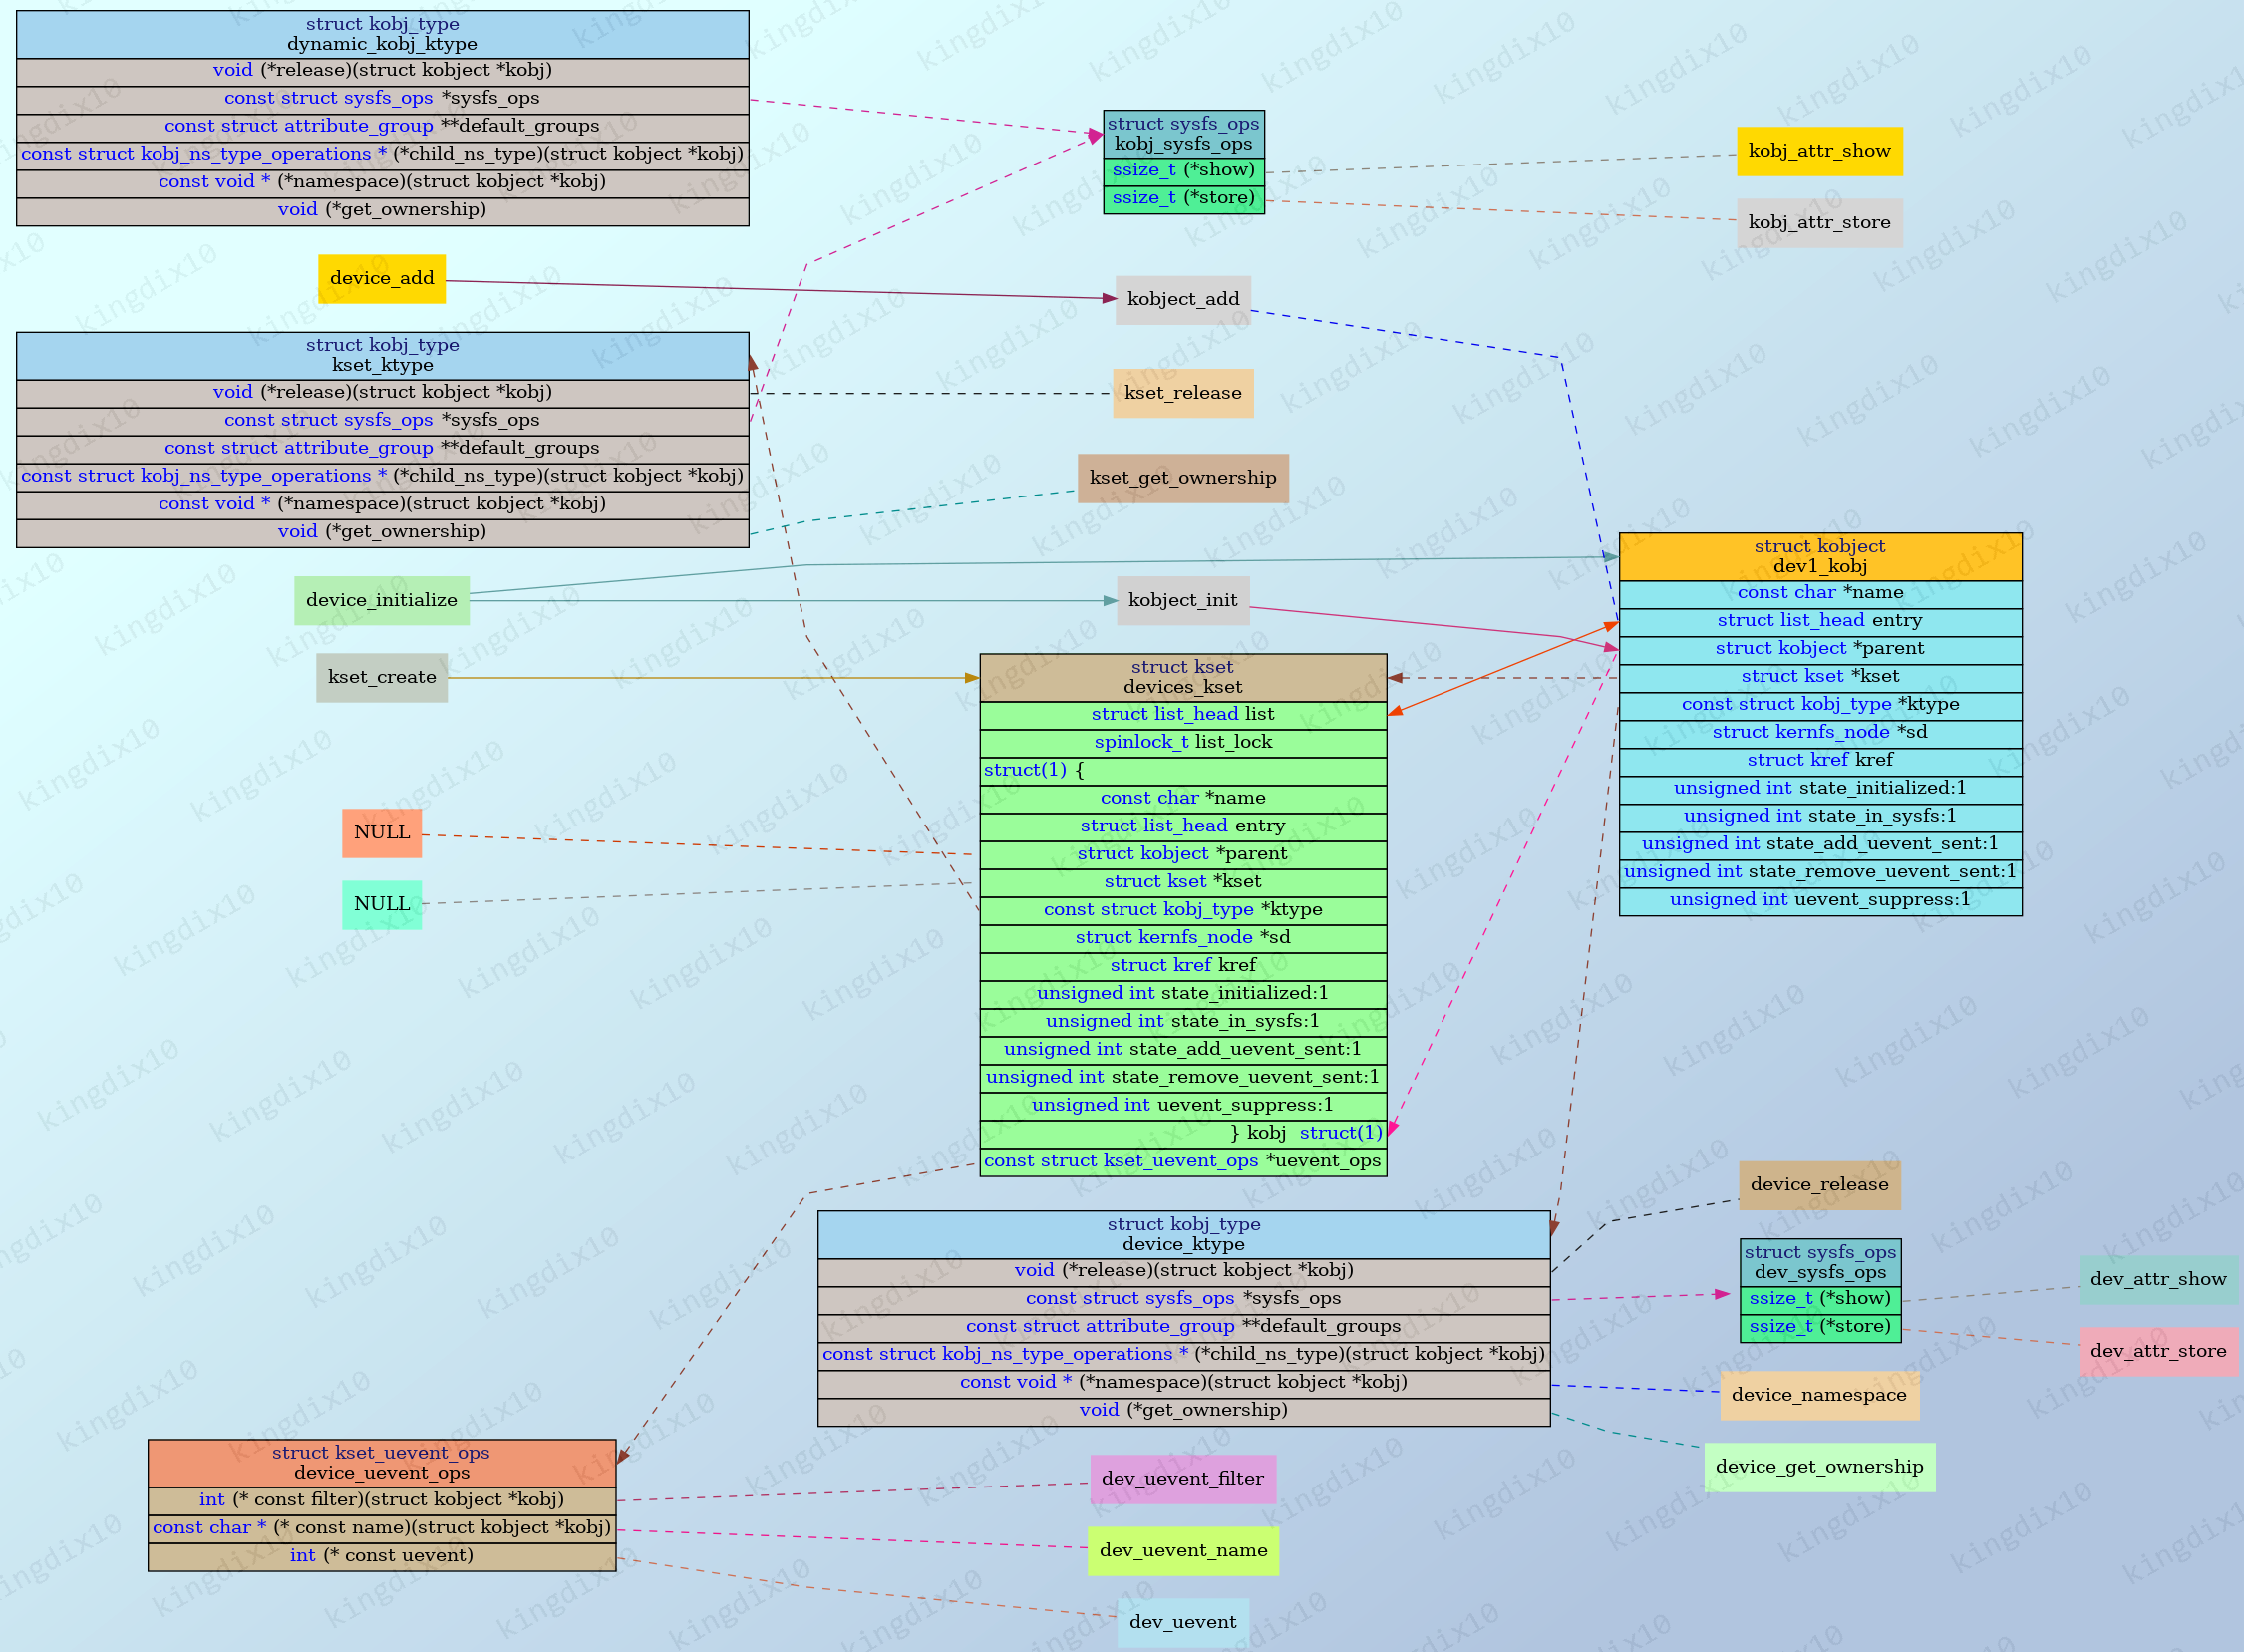 struct kobj_type
dynamic_kobj_ktype
void (*release)(struct kobject *kobj)
const struct sysfs_ops *sysfs_ops
const struct attribute_group **default_groups
const struct kobj_ns_type_operations * (*child_ns_type)(struct kobject *kobj)
const void * (*namespace)(struct kobject *kobj)
void (*get_ownership)
struct sysfs_ops
kobj_sysfs_ops
ssize_t (*show)
ssize_t (*store)
kobj_attr_show
kobj_attr_store
device_add
kobject_add
struct kobj_type
kset_ktype
void (*release)(struct kobject *kobj)
const struct sysfs_ops *sysfs_ops
const struct attribute_group **default_groups
const struct kobj_ns_type_operations * (*child_ns_type)(struct kobject *kobj)
const void * (*namespace)(struct kobject *kobj)
void (*get_ownership)
kset_release
kset_get_ownership
device_initialize
kobject_init
kset_create
NULL
NULL
struct kset
devices_kset
struct list_head list
spinlock_t list_lock
struct(1) {
const char *name
struct list_head entry
struct kobject *parent
struct kset *kset
const struct kobj_type *ktype
struct kernfs_node *sd
struct kref kref
unsigned int state_initialized:1
unsigned int state_in_sysfs:1
unsigned int state_add_uevent_sent:1
unsigned int state_remove_uevent_sent:1
unsigned int uevent_suppress:1
} kobj struct(1)
const struct kset_uevent_ops *uevent_ops
struct kobject
dev1_kobj
const char *name
struct list_head entry
struct kobject *parent
struct kset *kset
const struct kobj_type *ktype
struct kernfs_node *sd
struct kref kref
unsigned int state_initialized:1
unsigned int state_in_sysfs:1
unsigned int state_add_uevent_sent:1
unsigned int state_remove_uevent_sent:1
unsigned int uevent_suppress:1
struct kobj_type
device_ktype
void (*release)(struct kobject *kobj)
const struct sysfs_ops *sysfs_ops
const struct attribute_group **default_groups
const struct kobj_ns_type_operations * (*child_ns_type)(struct kobject *kobj)
const void * (*namespace)(struct kobject *kobj)
void (*get_ownership)
device_release
struct sysfs_ops
dev_sysfs_ops
ssize_t (*show)
ssize_t (*store)
dev_attr_show
dev_attr_store
device_namespace
device_get_ownership
struct kset_uevent_ops
device_uevent_ops
int (* const filter)(struct kobject *kobj)
const char * (* const name)(struct kobject *kobj)
int (* const uevent)
dev_uevent_filter
dev_uevent_name
dev_uevent
kingdix10